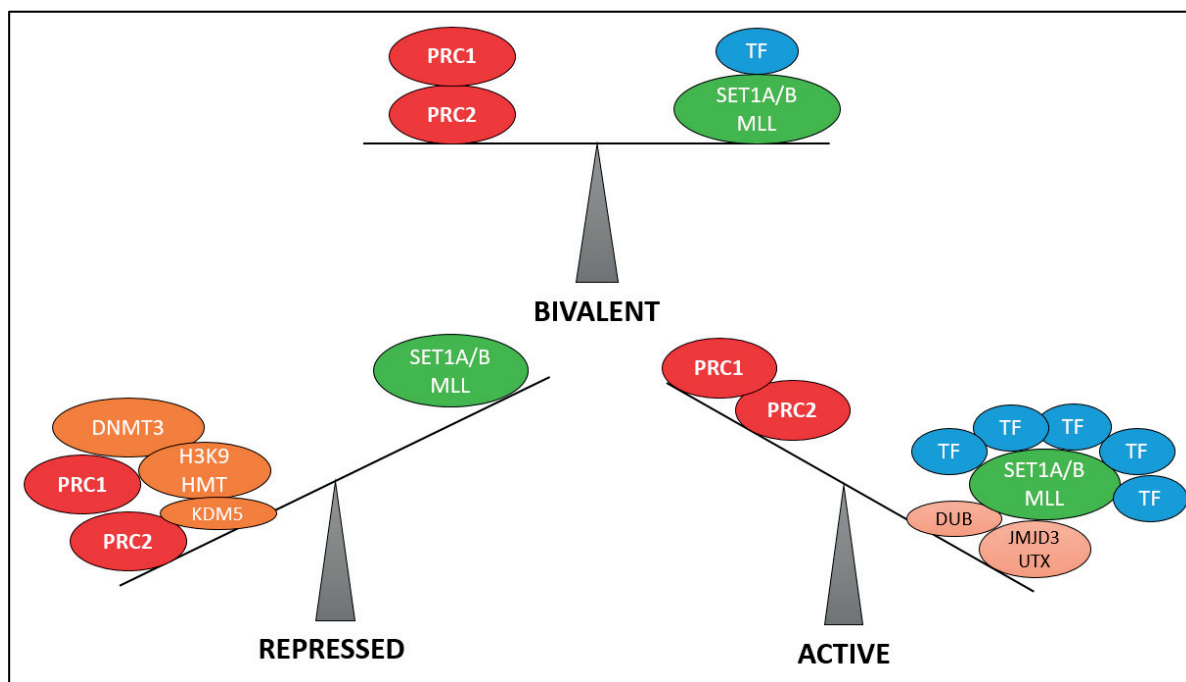 PRC1
PRC2
TF
SET1A/B
MLL
BIVALENT
SET1A/B
MLL
DNMT3
H3K9
HMT
PRC1
KDM5
PRC2
REPRESSED
PRC1
PRC2
TF
TF
TF
TF
TF
SET1A/B
MLL
DUB
JMJD3
UTX
ACTIVE